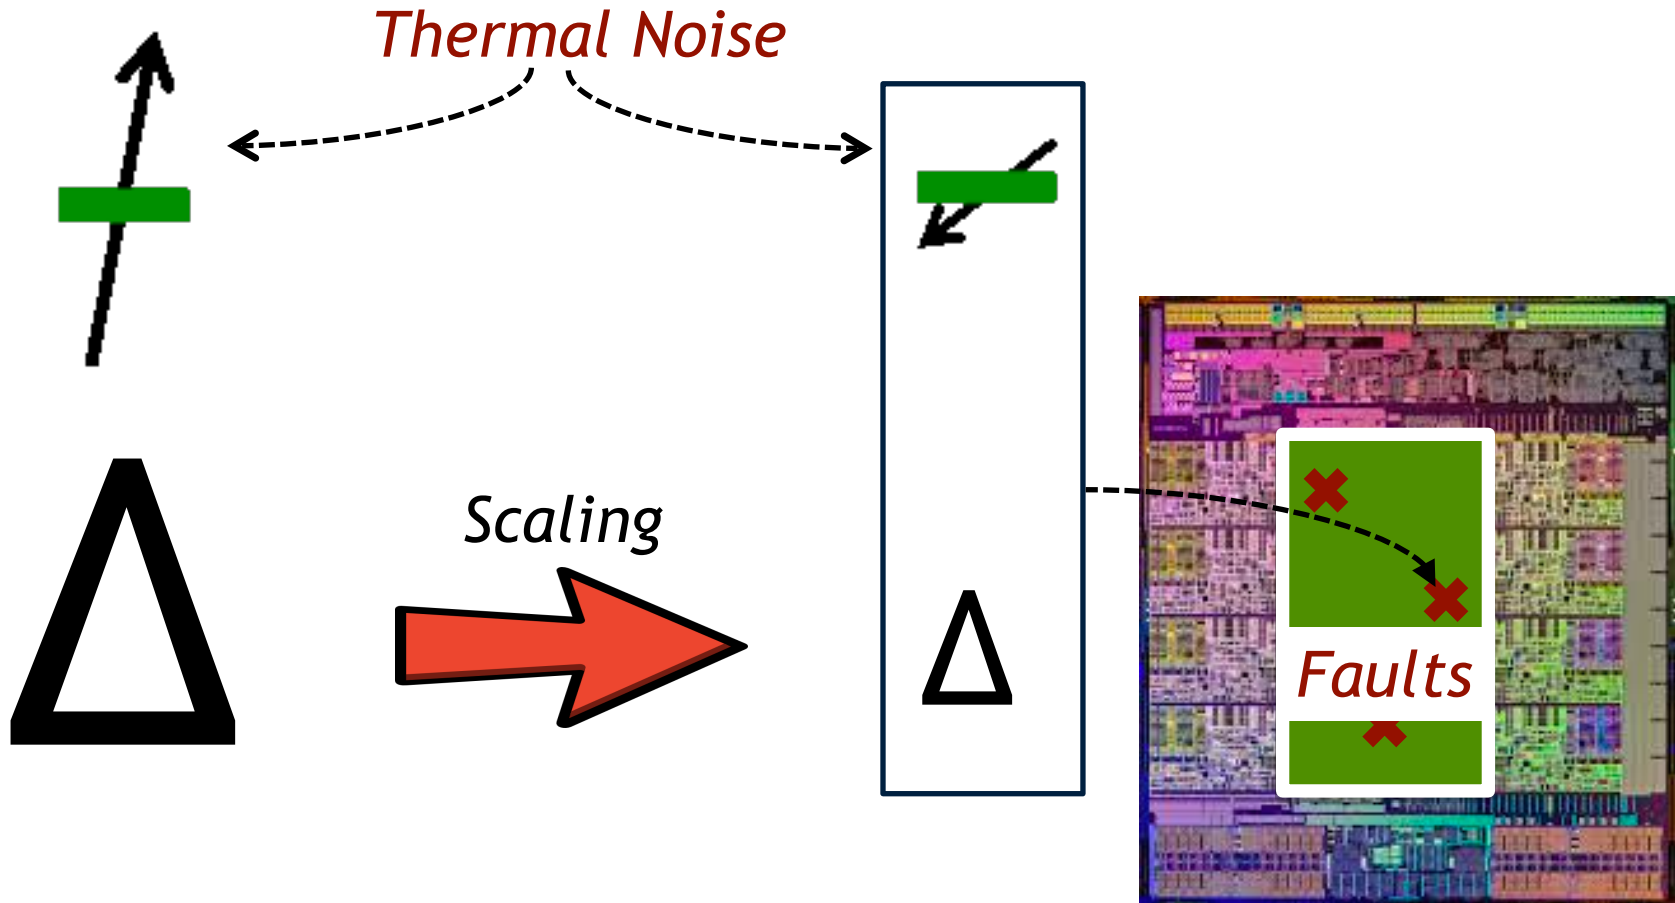 Thermal Noise
Δ
Scaling
Δ
Faults